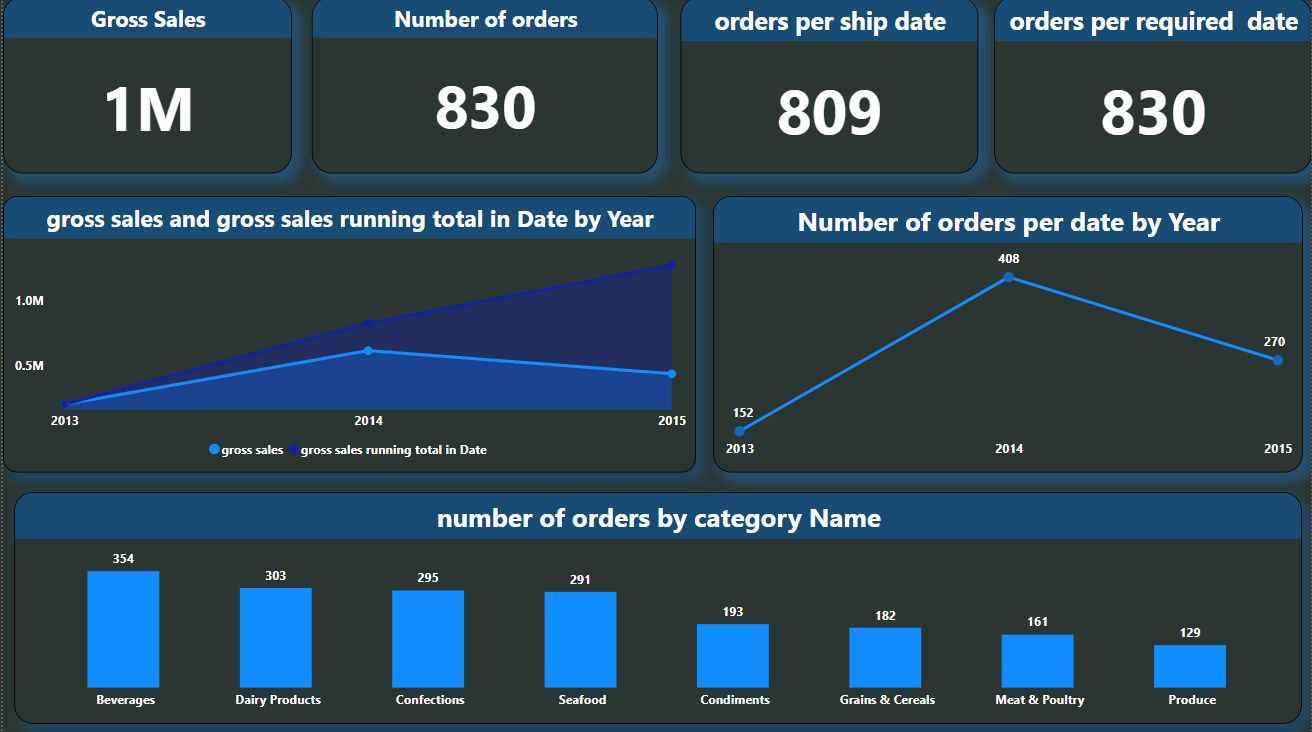 Gross Sales
1M
Number of orders
830
orders per ship date
809
orders per required  date
830
gross sales and gross sales running total in Date by Year
1.0M
0.5M
2013
2014
2015
gross sales
gross sales running total in Date
Number of orders per date by Year
408
270
152
2013
2014
2015
number of orders by category Name
354
303
295
291
193
182
161
129
Beverages
Dairy Products
Confections
Seafood
Condiments
Grains & Cereals
Meat & Poultry
Produce